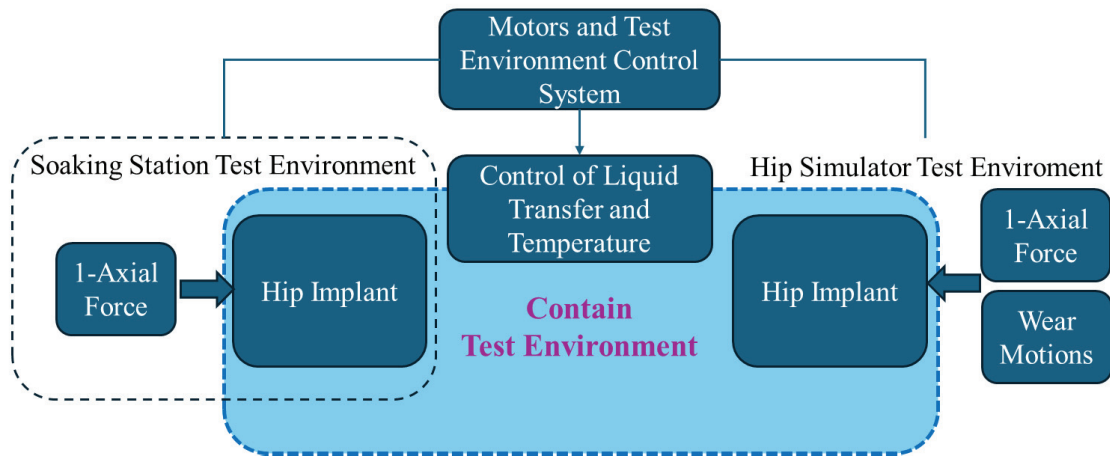 Motors and Test
Environment Control
System
Soaking Station Test Environment
Control of Liquid
Transfer and
Temperature
Hip Simulator Test Enviroment
1-Axial
Force
Hip Implant
Contain
Test Environment
Hip Implant
1-Axial
Force
Wear
Motions